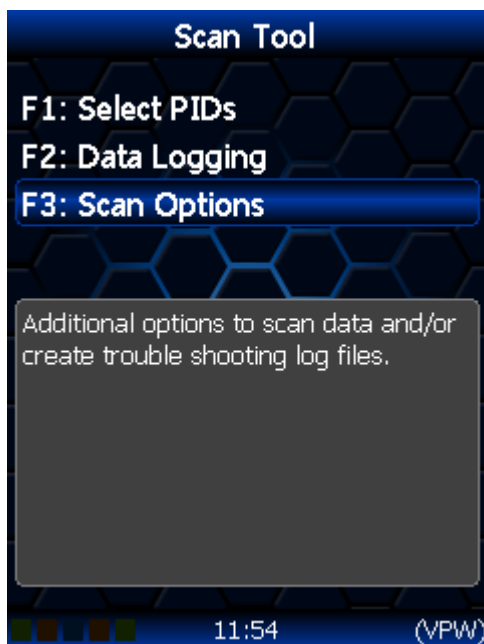 Scan Tool
F1: Select PIDs
F2: Data Logging
F3: Scan Options
Additional options to scan data and/or
create trouble shooting log files.
11:54 (VPW)